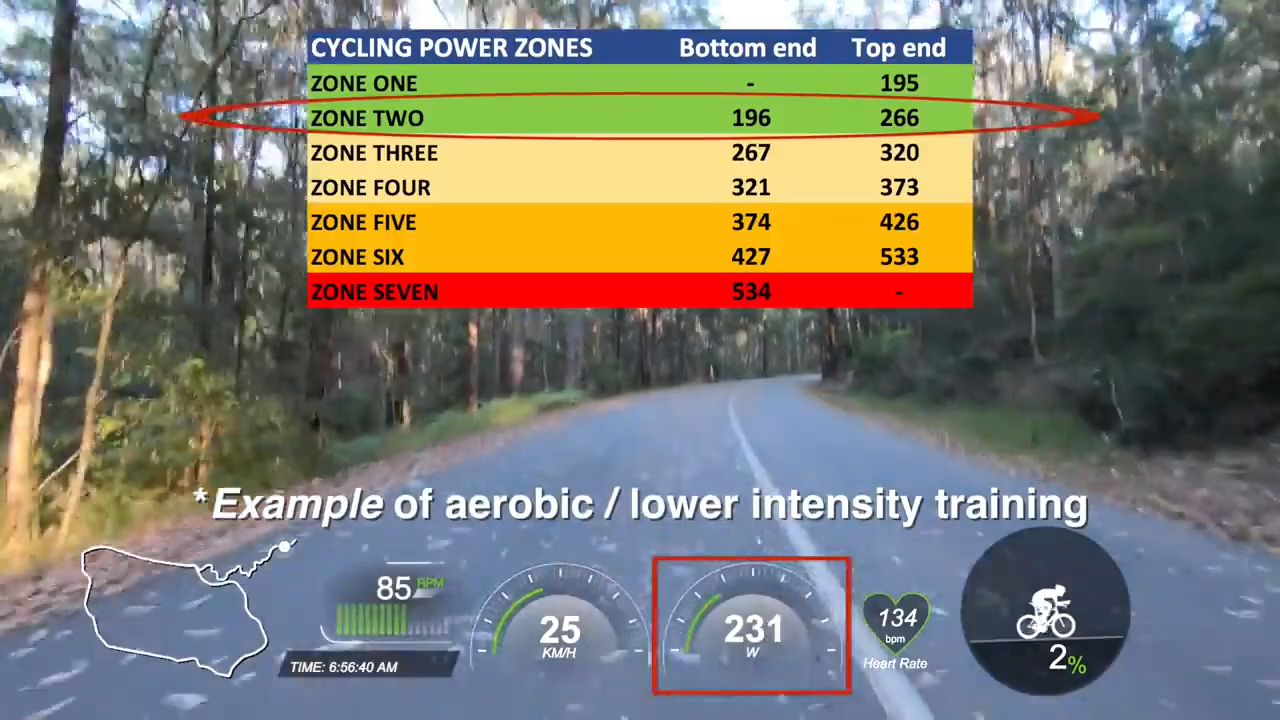 CYCLING POWER ZONES Bottom end Top end
ZONE ONE - 195
ZONE TWO 196 266
ZONE THREE 267 320
ZONE FOUR 321 373
ZONE FIVE 374 426
ZONE SIX 427 533
ZONE SEVEN 534 -
*Example of aerobic / lower intensity training
85 RPM
TIME: 6:56:40 AM
25
KM/H
231
W
134
bpm
Heart Rate
2%